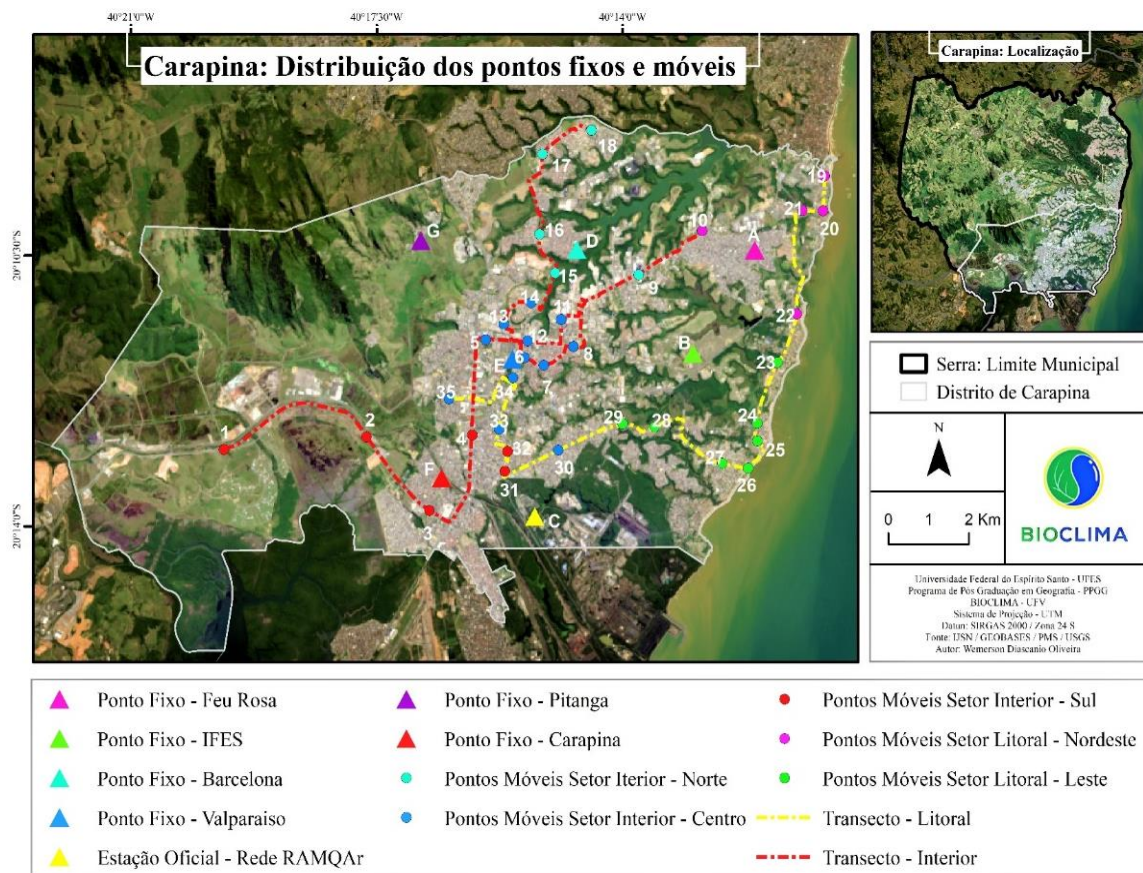 40°21'0"W
40°17'30"W
40°14'0"W
Carapina: Distribuição dos pontos fixos e móveis
Carapina: Localização
20°10'30"S
20°14'0"S
18
17
19
21
20
10
G
16
D
A
15
9
14
11
22
13
12
5
8
B
6
E
7
23
35
34
1
2
33
29
28
24
4
32
25
30
27
31
26
F
3
C
Serra: Limite Municipal
Distrito de Carapina
N
0 1 2 Km
BIOCLIMA
Universidade Federal do Espírito Santo - UFES
Programa de Pós Graduação em Geografia - PPGG
BIOCLIMA - UFV
Sistema de Projeção - UTM
Datun: SIRGAS 2000 / Zona 24 S
Fonte: IJSN / GEOBASES / PMS / USGS
Autor: Wemerson Diascanio Oliveira
Ponto Fixo - Feu Rosa
Ponto Fixo - IFES
Ponto Fixo - Barcelona
Ponto Fixo - Valparaiso
Estação Oficial - Rede RAMQAr
Ponto Fixo - Pitanga
Ponto Fixo - Carapina
Pontos Móveis Setor Iterior - Norte
Pontos Móveis Setor Interior - Centro
Pontos Móveis Setor Interior - Sul
Pontos Móveis Setor Litoral - Nordeste
Pontos Móveis Setor Litoral - Leste
Transecto - Litoral
Transecto - Interior